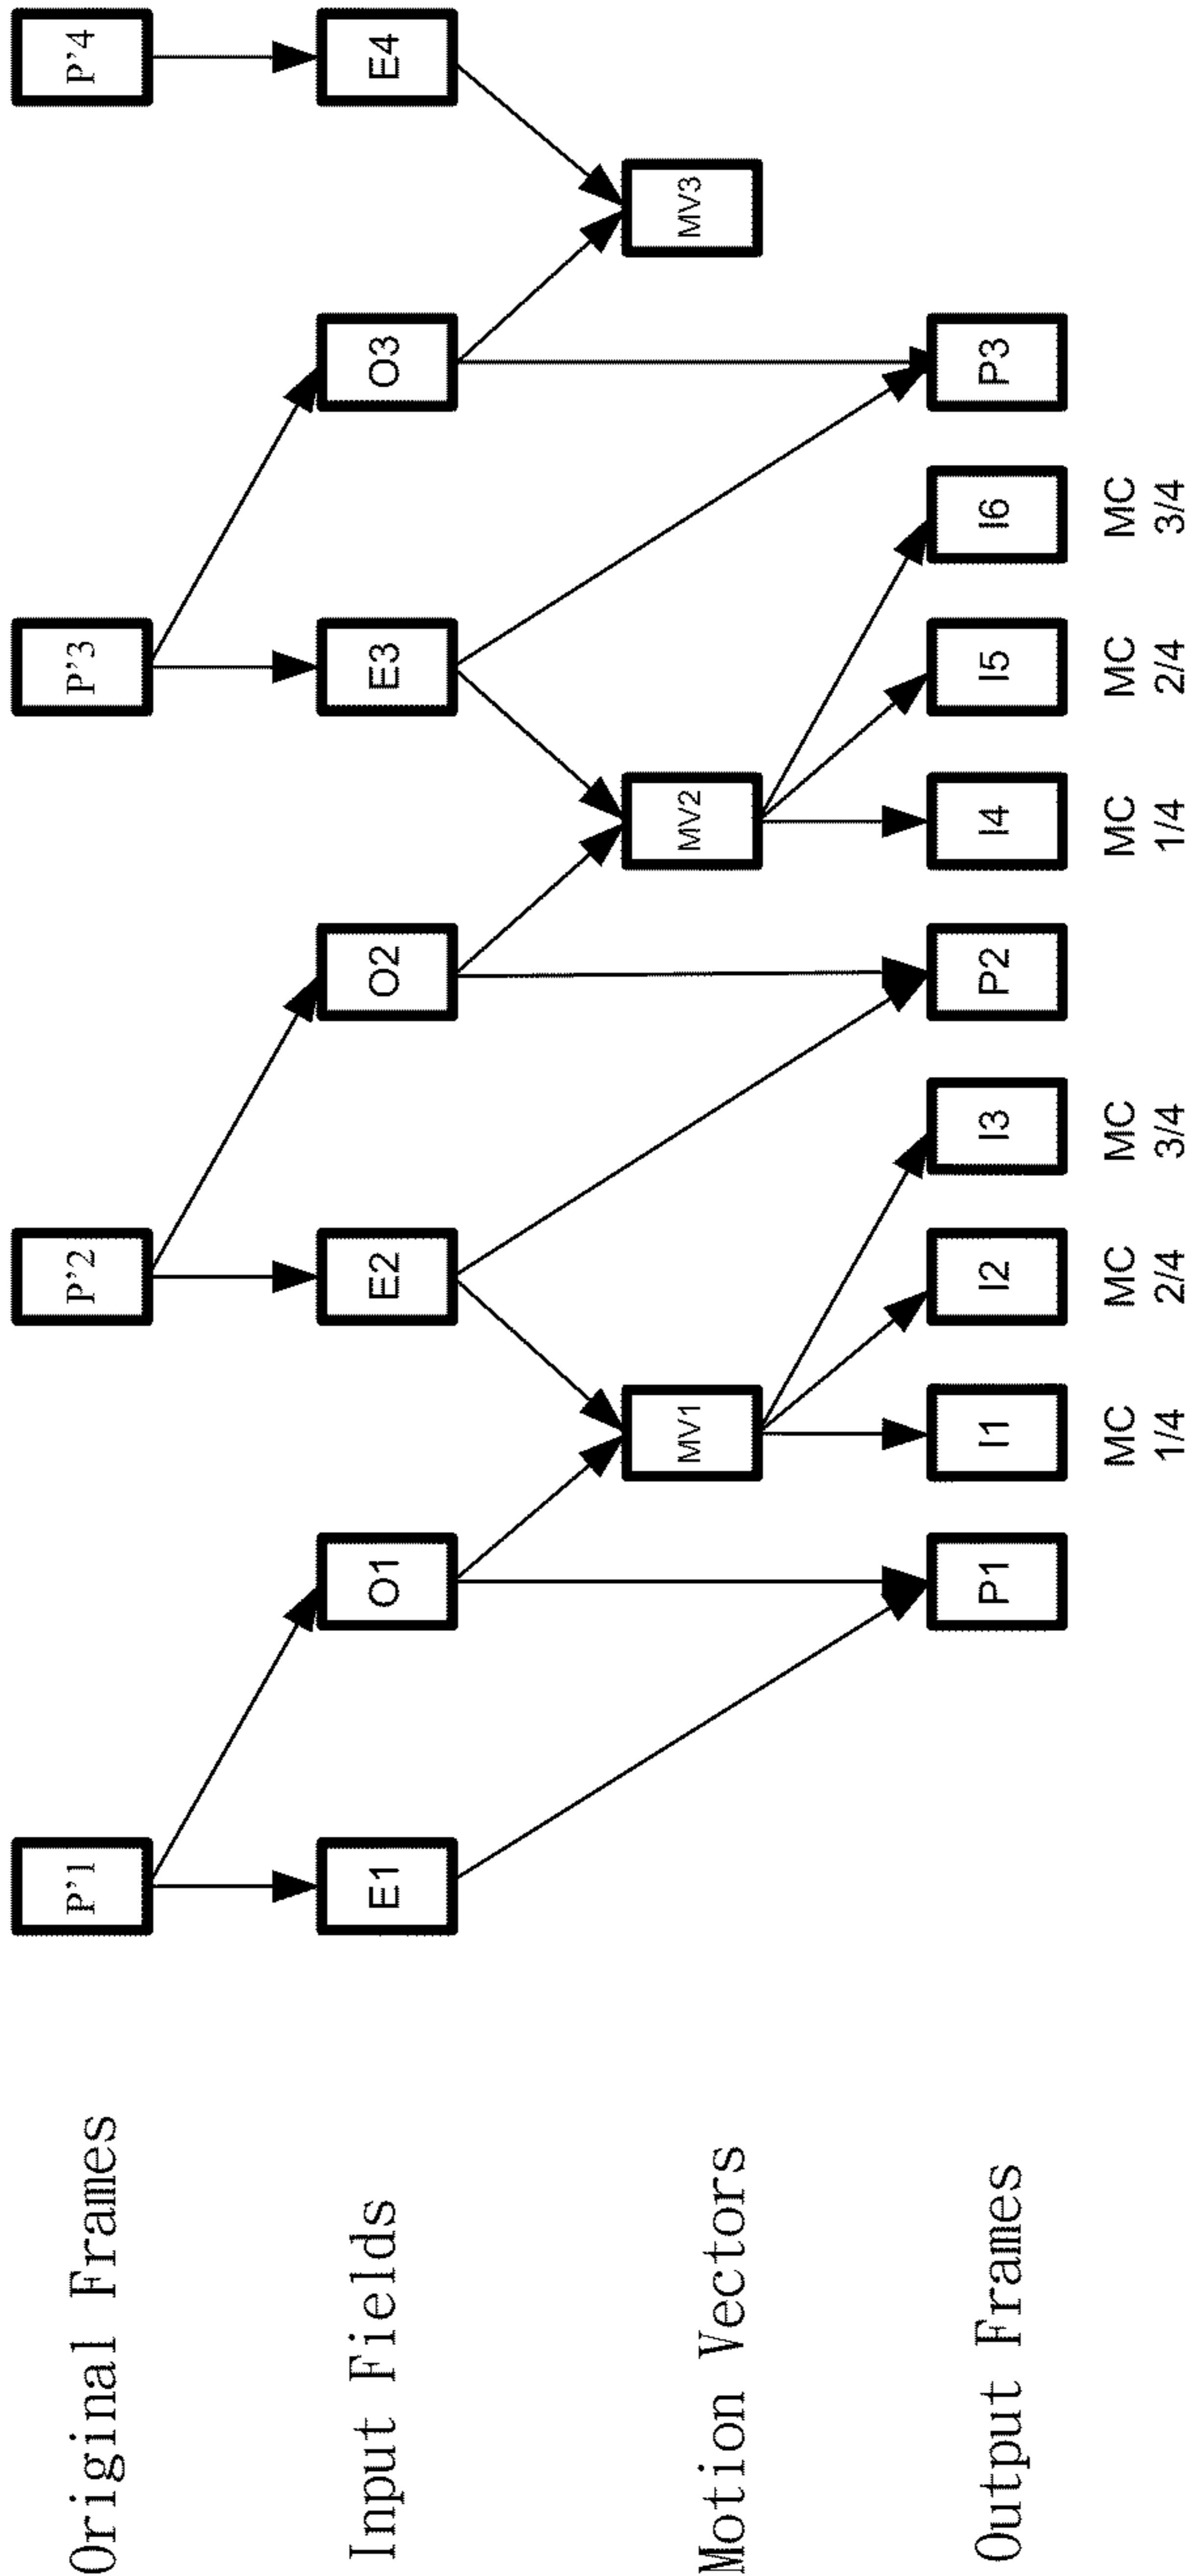 Original Frames
P'1
P'2
P'3
P'4
Input Fields
E1
O1
E2
O2
E3
O3
E4
Motion Vectors
MV1
MV2
MV3
Output Frames
P1
I1
I2
I3
P2
I4
I5
I6
P3
MC
1/4
MC
2/4
MC
3/4
MC
1/4
MC
2/4
MC
3/4